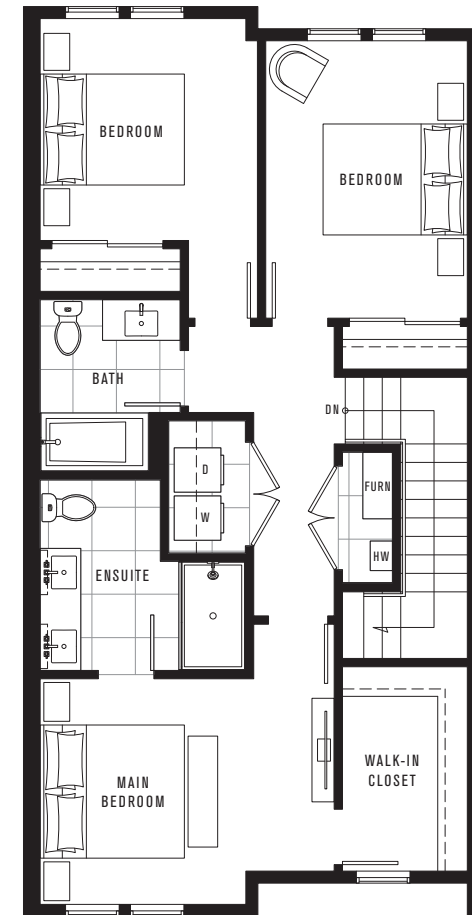 BEDROOM
BEDROOM
BATH
DN
D
W
FURN
HW
ENSUITE
MAIN
BEDROOM
WALK-IN
CLOSET